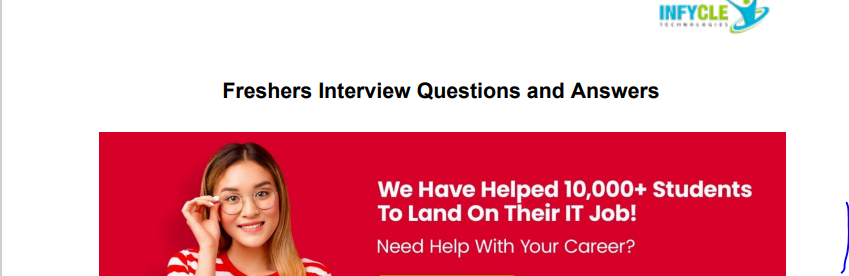 INFYCLE
TECHNOLOGIES
Freshers Interview Questions and Answers
We Have Helped 10,000+ Students
To Land On Their IT Job!
Need Help With Your Career?